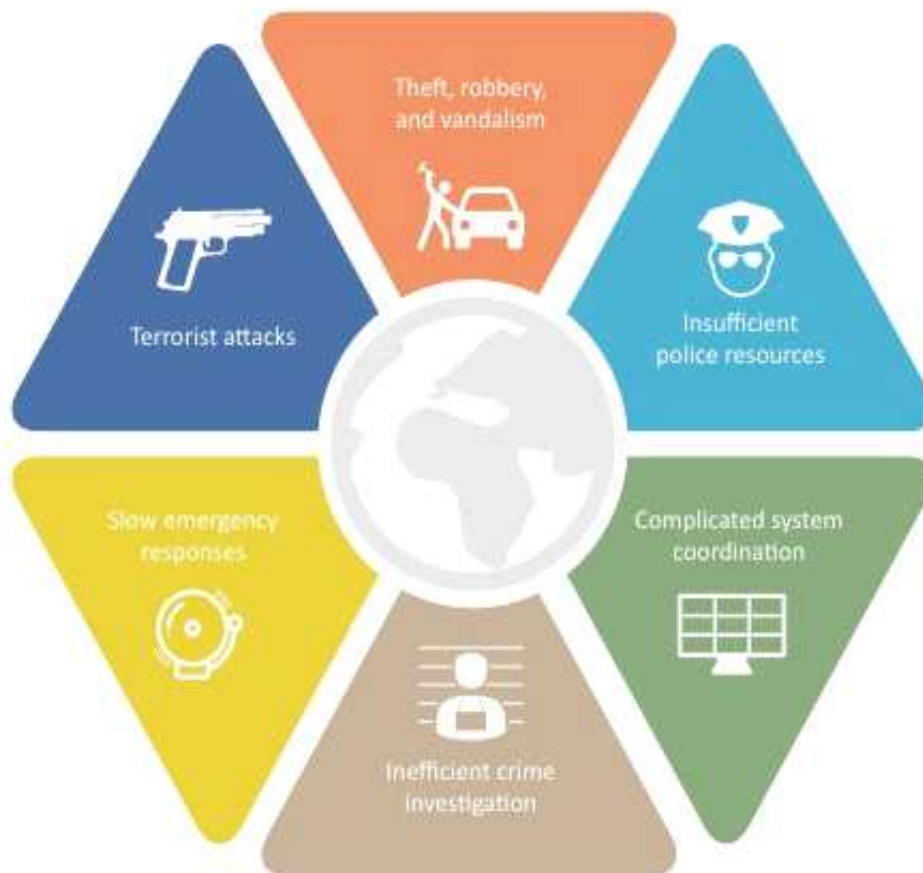 Theft, robbery,
and vandalism
Terrorist attacks
Insufficient
police resources
Slow emergency
responses
Complicated system
coordination
Inefficient crime
investigation